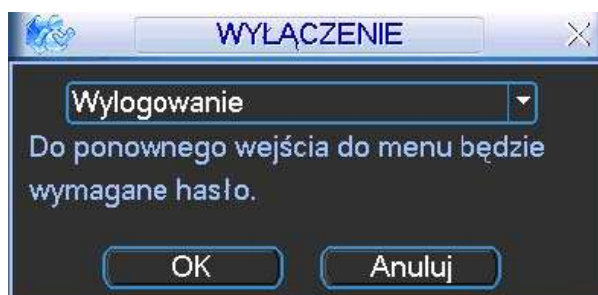 WYŁĄCZENIE
Wylogowanie
Do ponownego wejścia do menu będzie
wymagane hasło.
OK Anuluj